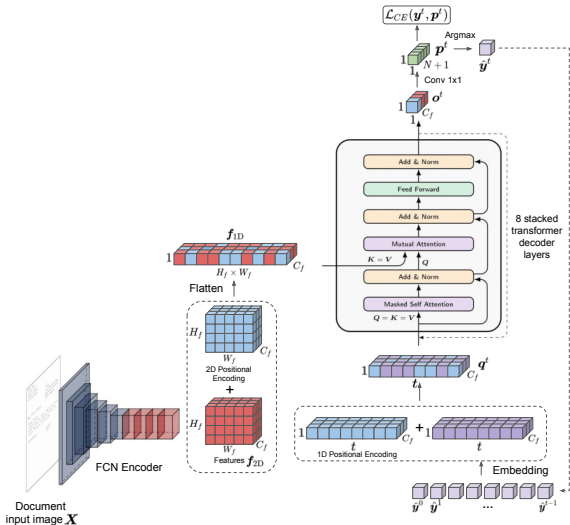 𝓛_CE(y^t, p^t)
p^t
Argmax
1
1
N + 1
ŷ^t
Conv 1x1
o^t
1
1
C_f
Add & Norm
Feed Forward
Add & Norm
Mutual Attention
K = V
Q
Add & Norm
Masked Self Attention
Q = K = V
8 stacked
transformer
decoder
layers
f_1D
1
C_f
H_f × W_f
Flatten
H_f
W_f
C_f
2D Positional
Encoding
+
H_f
W_f
C_f
Features f_2D
FCN Encoder
Document
input image X
q^t
1
t
C_f
1
t
C_f
1D Positional Encoding
+
1
t
C_f
Embedding
ŷ^0 ŷ^1 ... ŷ^{t-1}